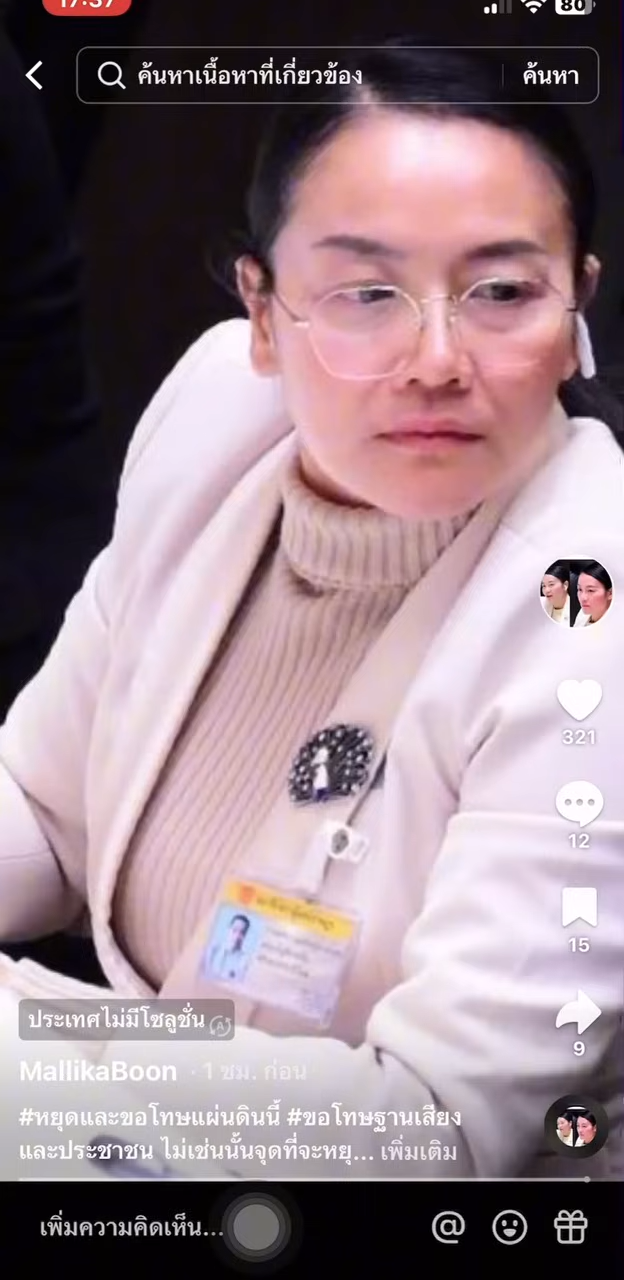 17:37
80
ค้นหาเนื้อหาที่เกี่ยวข้อง
ค้นหา
321
12
15
9
ประเทศไม่มีโซลูชั่น
MallikaBoon · 1 ชม. ก่อน
#หยุดและขอโทษแผ่นดินนี้ #ขอโทษฐานเสียง
และประชาชน ไม่เช่นนั้นจุดที่จะหยุ... เพิ่มเติม
เพิ่มความคิดเห็น...